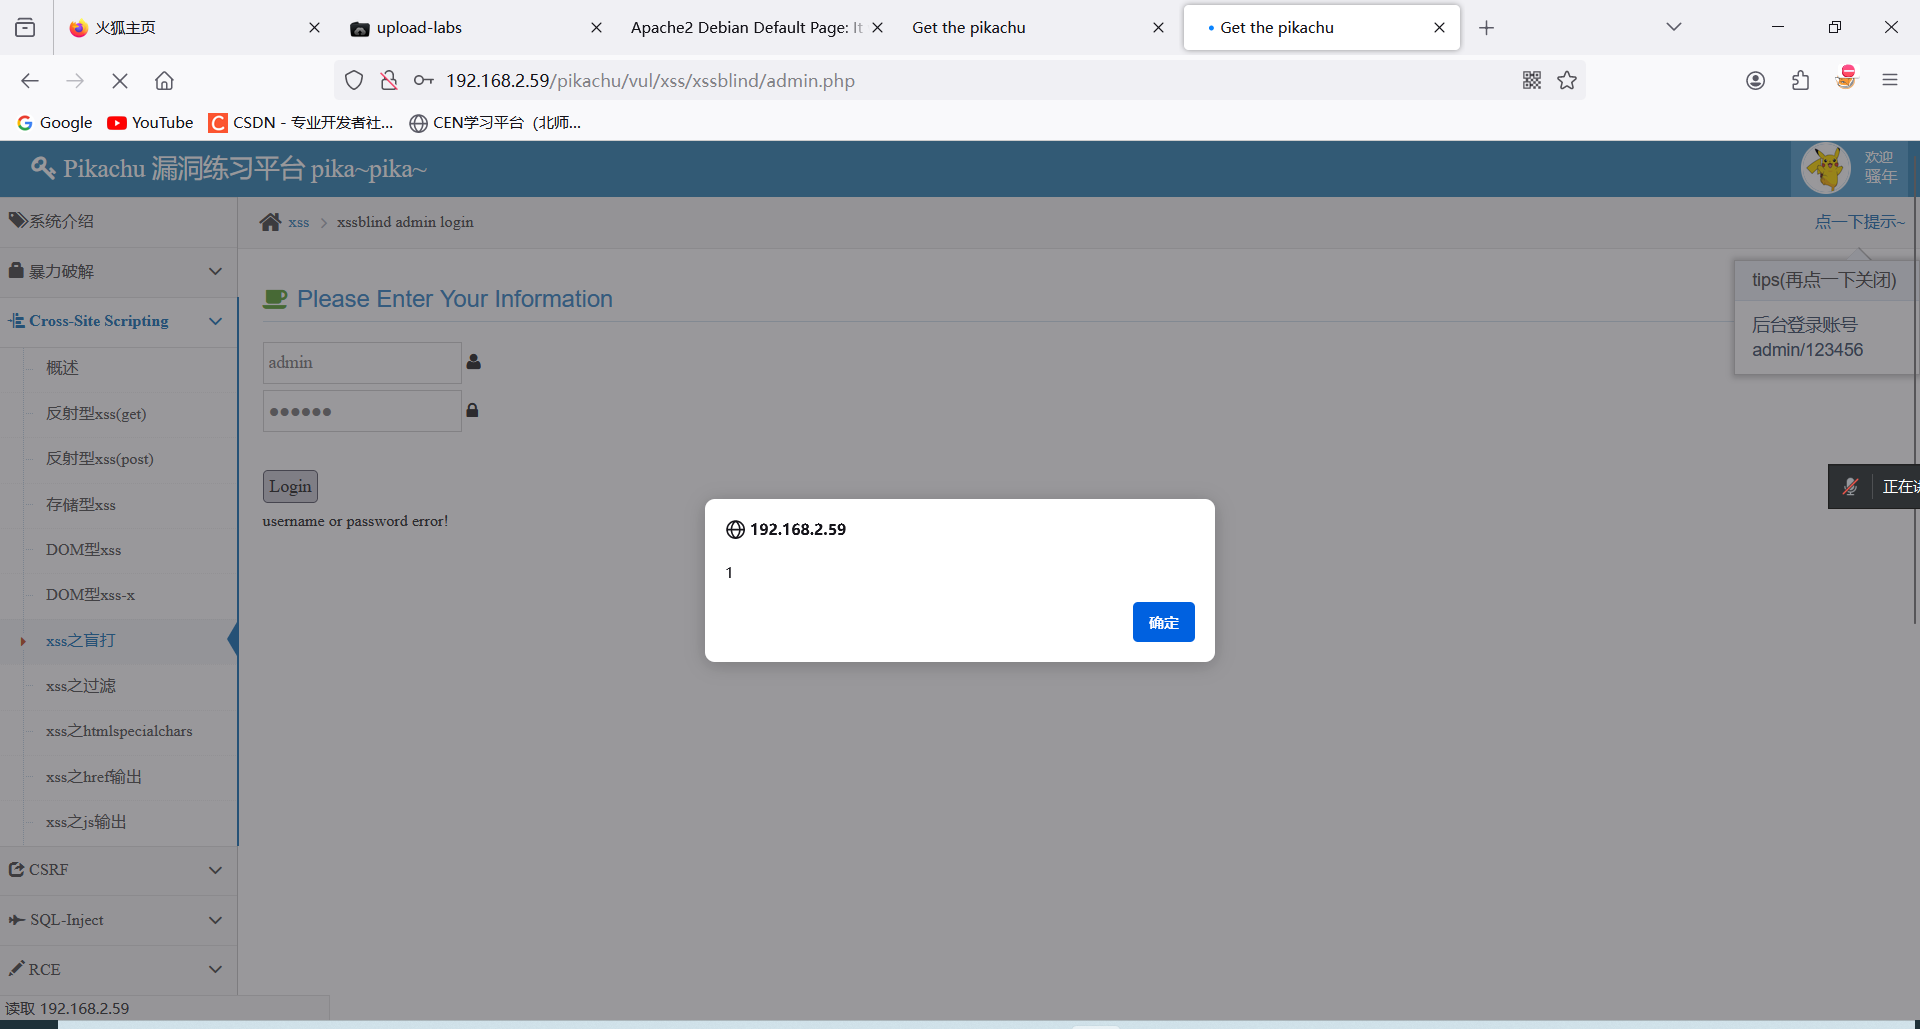 火狐主页
upload-labs
Apache2 Debian Default Page: It
Get the pikachu
Get the pikachu
192.168.2.59/pikachu/vul/xss/xssblind/admin.php
Google
YouTube
CSDN - 专业开发者社...
CEN学习平台（北师...
Pikachu 漏洞练习平台 pika~pika~
欢迎
骚年
系统介绍
xss
xssblind admin login
点一下提示~
暴力破解
tips(再点一下关闭)
Please Enter Your Information
Cross-Site Scripting
后台登录账号
admin/123456
admin
概述
反射型xss(get)
反射型xss(post)
Login
正在讲
存储型xss
username or password error!
192.168.2.59
DOM型xss
1
DOM型xss-x
确定
xss之盲打
xss之过滤
xss之htmlspecialchars
xss之href输出
xss之js输出
CSRF
SQL-Inject
RCE
读取 192.168.2.59